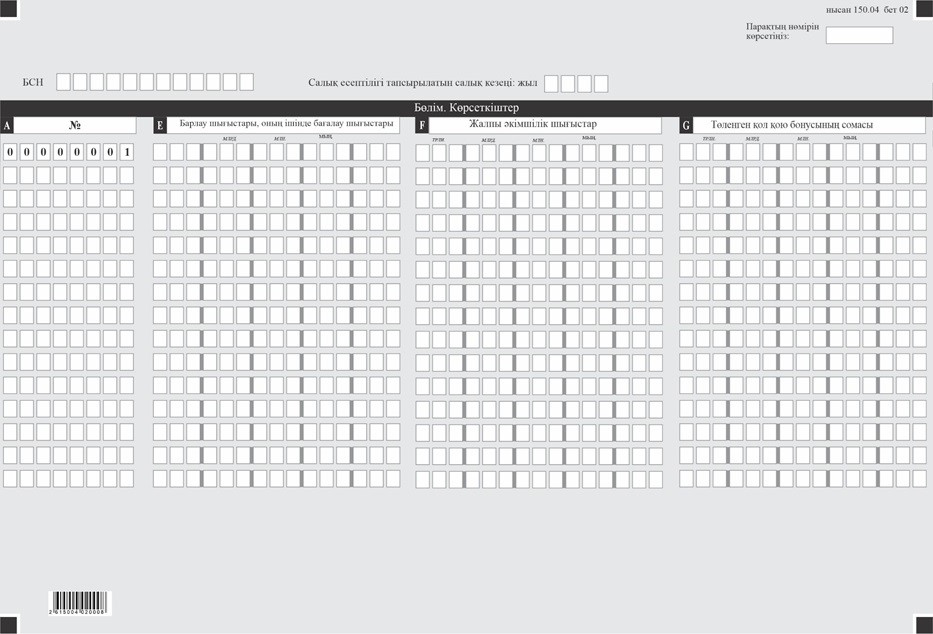 нысан 150.04 бет 02
Парақтың нөмірін
көрсетіңіз:
БСН
Салық есептілігі тапсырылатын салық кезеңі: жыл
Бөлім. Көрсеткіштер
A № E Барлау шығыстары, оның ішінде бағалау шығыстары F Жалпы әкімшілік шығыстар G Төленген қол қою бонусының сомасы
млрд млн мың трлн млрд млн мың трлн млрд млн мың
0 0 0 0 0 0 0 1
2615004020008